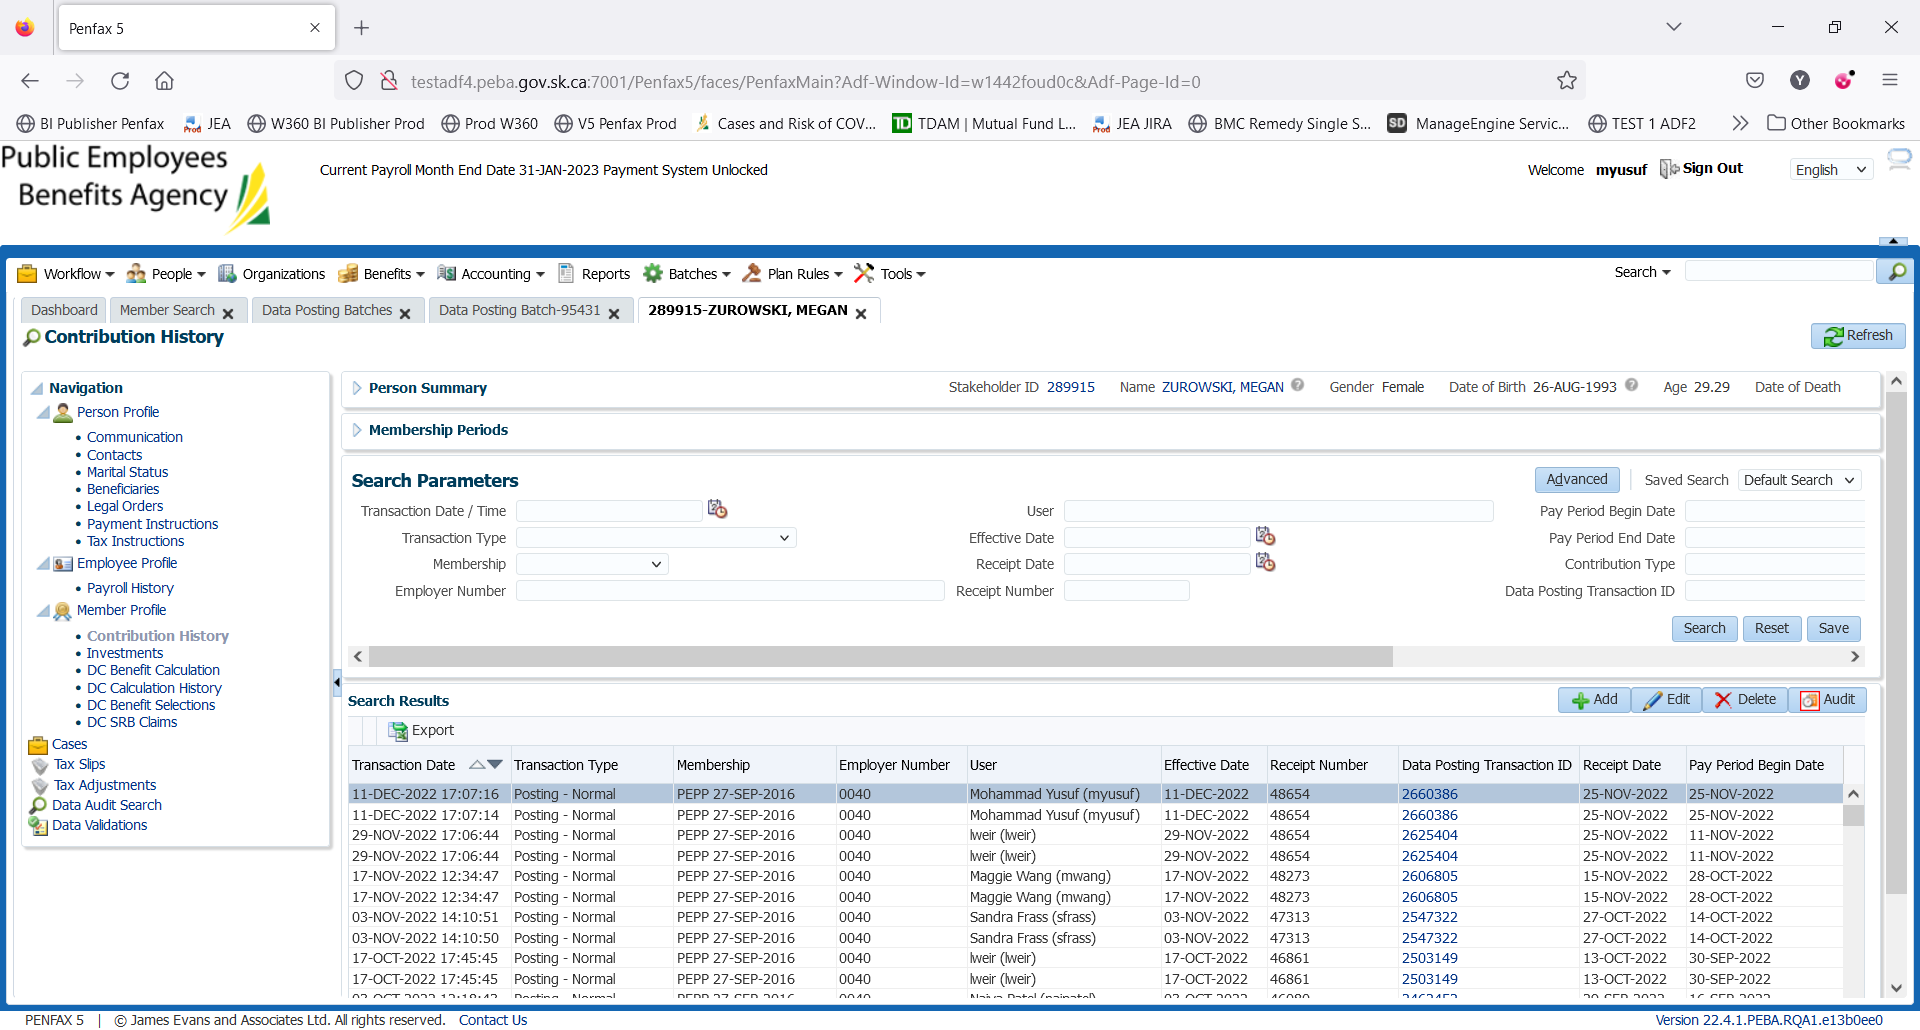 Penfax 5
testadf4.peba.gov.sk.ca:7001/Penfax5/faces/PenfaxMain?Adf-Window-Id=w1442foud0c&Adf-Page-Id=0
Y
BI Publisher Penfax JEA W360 BI Publisher Prod Prod W360 V5 Penfax Prod Cases and Risk of COV... TD TDAM | Mutual Fund L... JEA JIRA BMC Remedy Single S... SD ManageEngine Servic... TEST 1 ADF2 Other Bookmarks
Public Employees
Benefits Agency
Current Payroll Month End Date 31-JAN-2023 Payment System Unlocked
Welcome myusuf Sign Out English
Workflow People Organizations Benefits Accounting Reports Batches Plan Rules Tools Search
Dashboard Member Search Data Posting Batches Data Posting Batch-95431 289915-ZUROWSKI, MEGAN
Contribution History
Refresh
Navigation
Person Profile
Communication
Contacts
Marital Status
Beneficiaries
Legal Orders
Payment Instructions
Tax Instructions
Employee Profile
Payroll History
Member Profile
Contribution History
Investments
DC Benefit Calculation
DC Calculation History
DC Benefit Selections
DC SRB Claims
Cases
Tax Slips
Tax Adjustments
Data Audit Search
Data Validations
Person Summary Stakeholder ID 289915 Name ZUROWSKI, MEGAN Gender Female Date of Birth 26-AUG-1993 Age 29.29 Date of Death
Membership Periods
Search Parameters
Advanced Saved Search Default Search
Transaction Date / Time User Pay Period Begin Date
Transaction Type Effective Date Pay Period End Date
Membership Receipt Date Contribution Type
Employer Number Receipt Number Data Posting Transaction ID
Search Reset Save
Search Results
Add Edit Delete Audit
Export
Transaction Date Transaction Type Membership Employer Number User Effective Date Receipt Number Data Posting Transaction ID Receipt Date Pay Period Begin Date
11-DEC-2022 17:07:16 Posting - Normal PEPP 27-SEP-2016 0040 Mohammad Yusuf (myusuf) 11-DEC-2022 48654 2660386 25-NOV-2022 25-NOV-2022
11-DEC-2022 17:07:14 Posting - Normal PEPP 27-SEP-2016 0040 Mohammad Yusuf (myusuf) 11-DEC-2022 48654 2660386 25-NOV-2022 25-NOV-2022
29-NOV-2022 17:06:44 Posting - Normal PEPP 27-SEP-2016 0040 lweir (lweir) 29-NOV-2022 48654 2625404 25-NOV-2022 11-NOV-2022
29-NOV-2022 17:06:44 Posting - Normal PEPP 27-SEP-2016 0040 lweir (lweir) 29-NOV-2022 48654 2625404 25-NOV-2022 11-NOV-2022
17-NOV-2022 12:34:47 Posting - Normal PEPP 27-SEP-2016 0040 Maggie Wang (mwang) 17-NOV-2022 48273 2606805 15-NOV-2022 28-OCT-2022
17-NOV-2022 12:34:47 Posting - Normal PEPP 27-SEP-2016 0040 Maggie Wang (mwang) 17-NOV-2022 48273 2606805 15-NOV-2022 28-OCT-2022
03-NOV-2022 14:10:51 Posting - Normal PEPP 27-SEP-2016 0040 Sandra Frass (sfrass) 03-NOV-2022 47313 2547322 27-OCT-2022 14-OCT-2022
03-NOV-2022 14:10:50 Posting - Normal PEPP 27-SEP-2016 0040 Sandra Frass (sfrass) 03-NOV-2022 47313 2547322 27-OCT-2022 14-OCT-2022
17-OCT-2022 17:45:45 Posting - Normal PEPP 27-SEP-2016 0040 lweir (lweir) 17-OCT-2022 46861 2503149 13-OCT-2022 30-SEP-2022
17-OCT-2022 17:45:45 Posting - Normal PEPP 27-SEP-2016 0040 lweir (lweir) 17-OCT-2022 46861 2503149 13-OCT-2022 30-SEP-2022
PENFAX 5 | © James Evans and Associates Ltd. All rights reserved. Contact Us Version 22.4.1.PEBA.RQA1.e13b0ee0